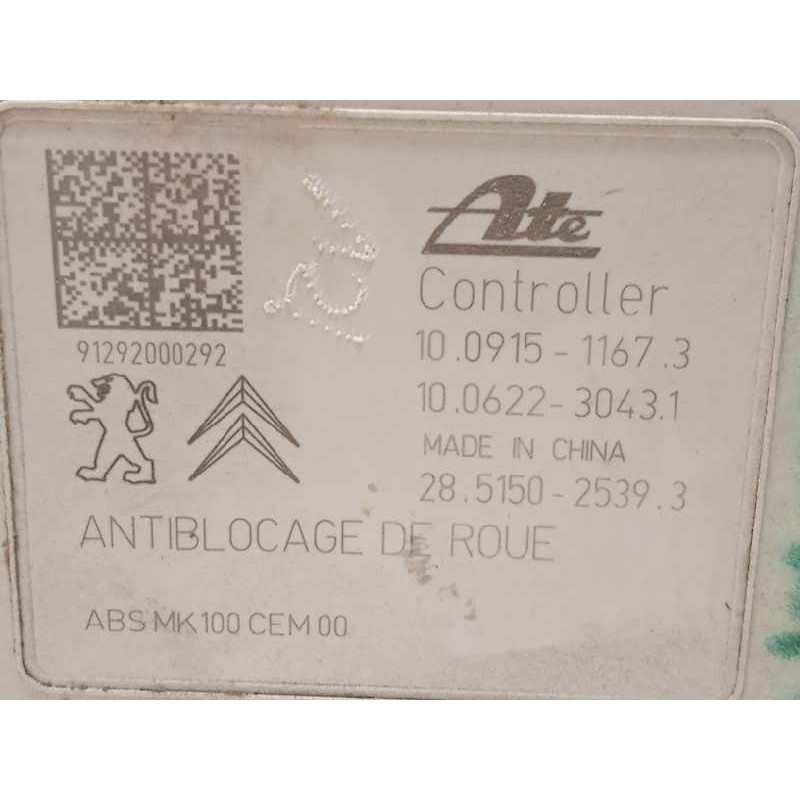 Ate
Controller
91292000292
10.0915-1167.3
10.0622-3043.1
MADE IN CHINA
28.5150-2539.3
ANTIBLOCAGE DE ROUE
ABS MK100 CEM 00